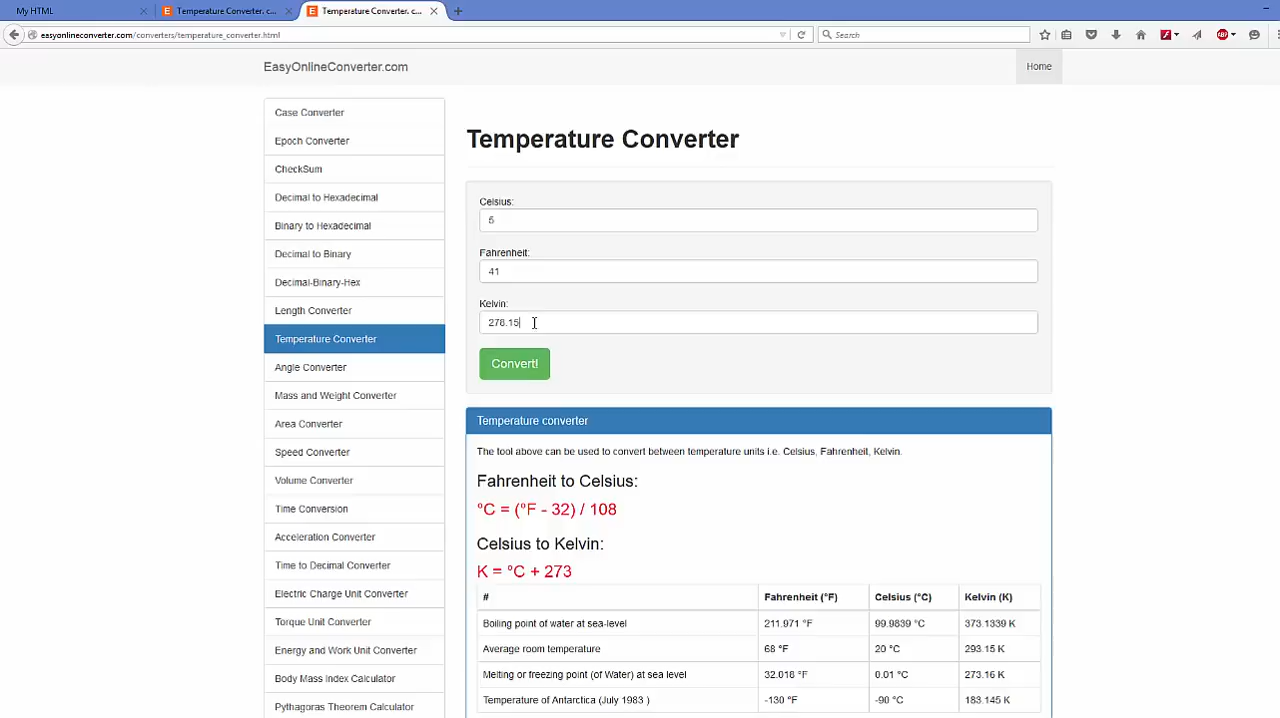 My HTML
Temperature Converter. c...
Temperature Converter. c...
easyonlineconverter.com/converters/temperature_converter.html
Search
EasyOnlineConverter.com
Home
Case Converter
Epoch Converter
CheckSum
Decimal to Hexadecimal
Binary to Hexadecimal
Decimal to Binary
Decimal-Binary-Hex
Length Converter
Temperature Converter
Angle Converter
Mass and Weight Converter
Area Converter
Speed Converter
Volume Converter
Time Conversion
Acceleration Converter
Time to Decimal Converter
Electric Charge Unit Converter
Torque Unit Converter
Energy and Work Unit Converter
Body Mass Index Calculator
Pythagoras Theorem Calculator
Temperature Converter
Celsius:
5
Fahrenheit:
41
Kelvin:
278.15
Convert!
Temperature converter
The tool above can be used to convert between temperature units i.e. Celsius, Fahrenheit, Kelvin.
Fahrenheit to Celsius:
°C = (°F - 32) / 108
Celsius to Kelvin:
K = °C + 273
# Fahrenheit (°F) Celsius (°C) Kelvin (K)
Boiling point of water at sea-level 211.971 °F 99.9839 °C 373.1339 K
Average room temperature 68 °F 20 °C 293.15 K
Melting or freezing point (of Water) at sea level 32.018 °F 0.01 °C 273.16 K
Temperature of Antarctica (July 1983 ) -130 °F -90 °C 183.145 K